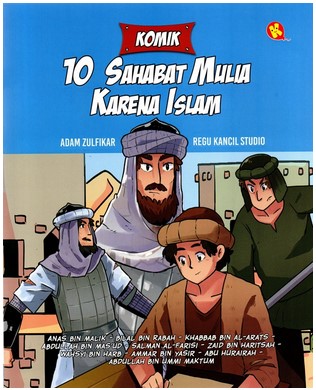 KOMIK
10 SAHABAT MULIA
KARENA ISLAM
ADAM ZULFIKAR
REGU KANCIL STUDIO
ANAS BIN MALIK - BILAL BIN RABAH - KHABBAB BIN AL-ARATS -
ABDULLAH BIN MAS'UD - SALMAN AL-FARISI - ZAID BIN HARITSAH -
WAHSYI BIN HARB - AMMAR BIN YASIR - ABU HURAIRAH -
ABDULLAH BIN UMMI MAKTUM